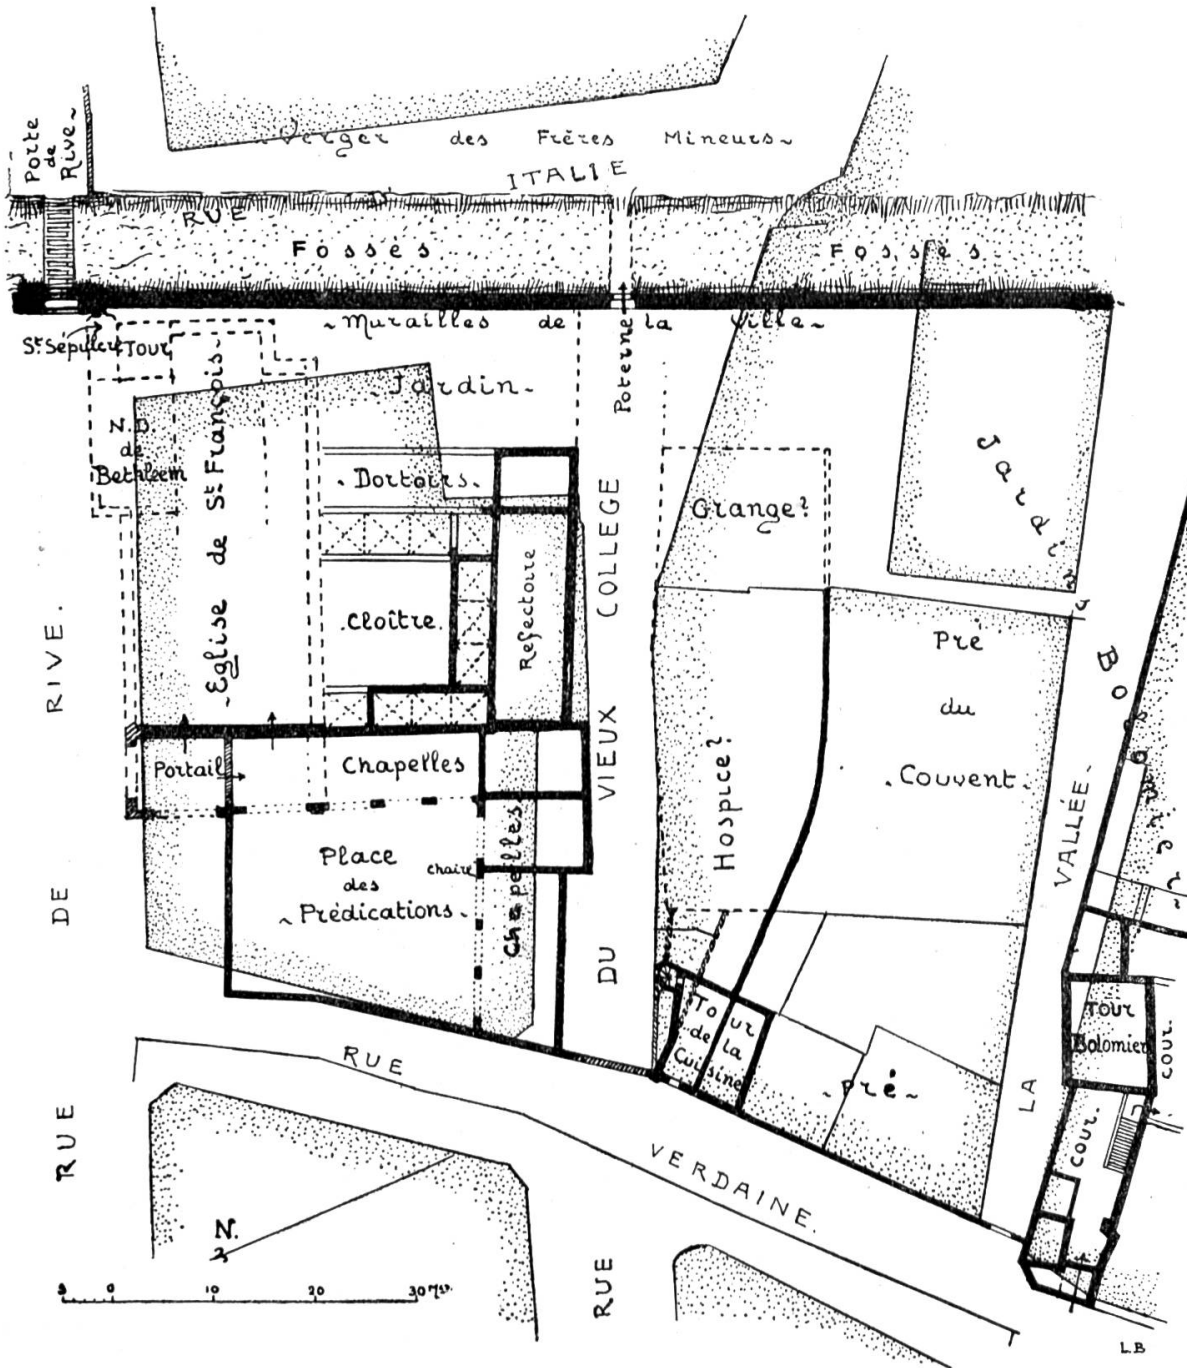 Porte
de
Rive~
~Verger des Frères Mineurs~
RUE ITALIE
Fossés
Fossés
~Murailles de la Ville~
St. Sépulcre
Tour
Poterne
Jardin~
N. D.
de
Bethleem
~Eglise de St François~
. Dortoirs .
Grange?
Jardin
Refectoire
.Cloître.
Pré
du
. Couvent.
Portail
Chapelles
Hospice?
Place
des
~ Prédications~
chaire
Chapelles
Tour
de la
Cuisine
~ Pré ~
Tour
Bolomier
cour
cour.
RUE DE RIVE.
RUE DU VIEUX COLLEGE
LA VALLÉE
RUE VERDAINE.
N.
0 10 20 30
L.B